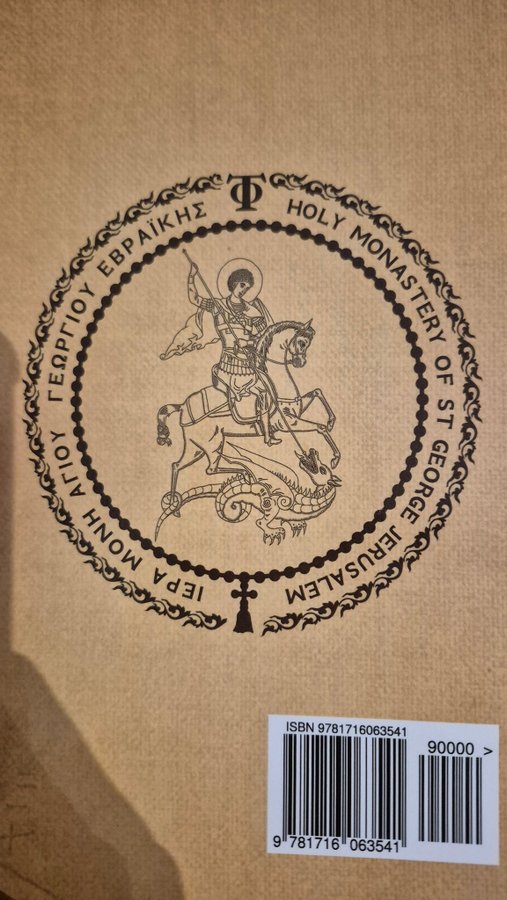 ΙΕΡΑ ΜΟΝΗ ΑΓΙΟΥ ΓΕΩΡΓΙΟΥ ΕΒΡΑΪΚΗΣ
ΤΦ
HOLY MONASTERY OF ST GEORGE JERUSALEM
ISBN 9781716063541
90000 >
9 781716 063541